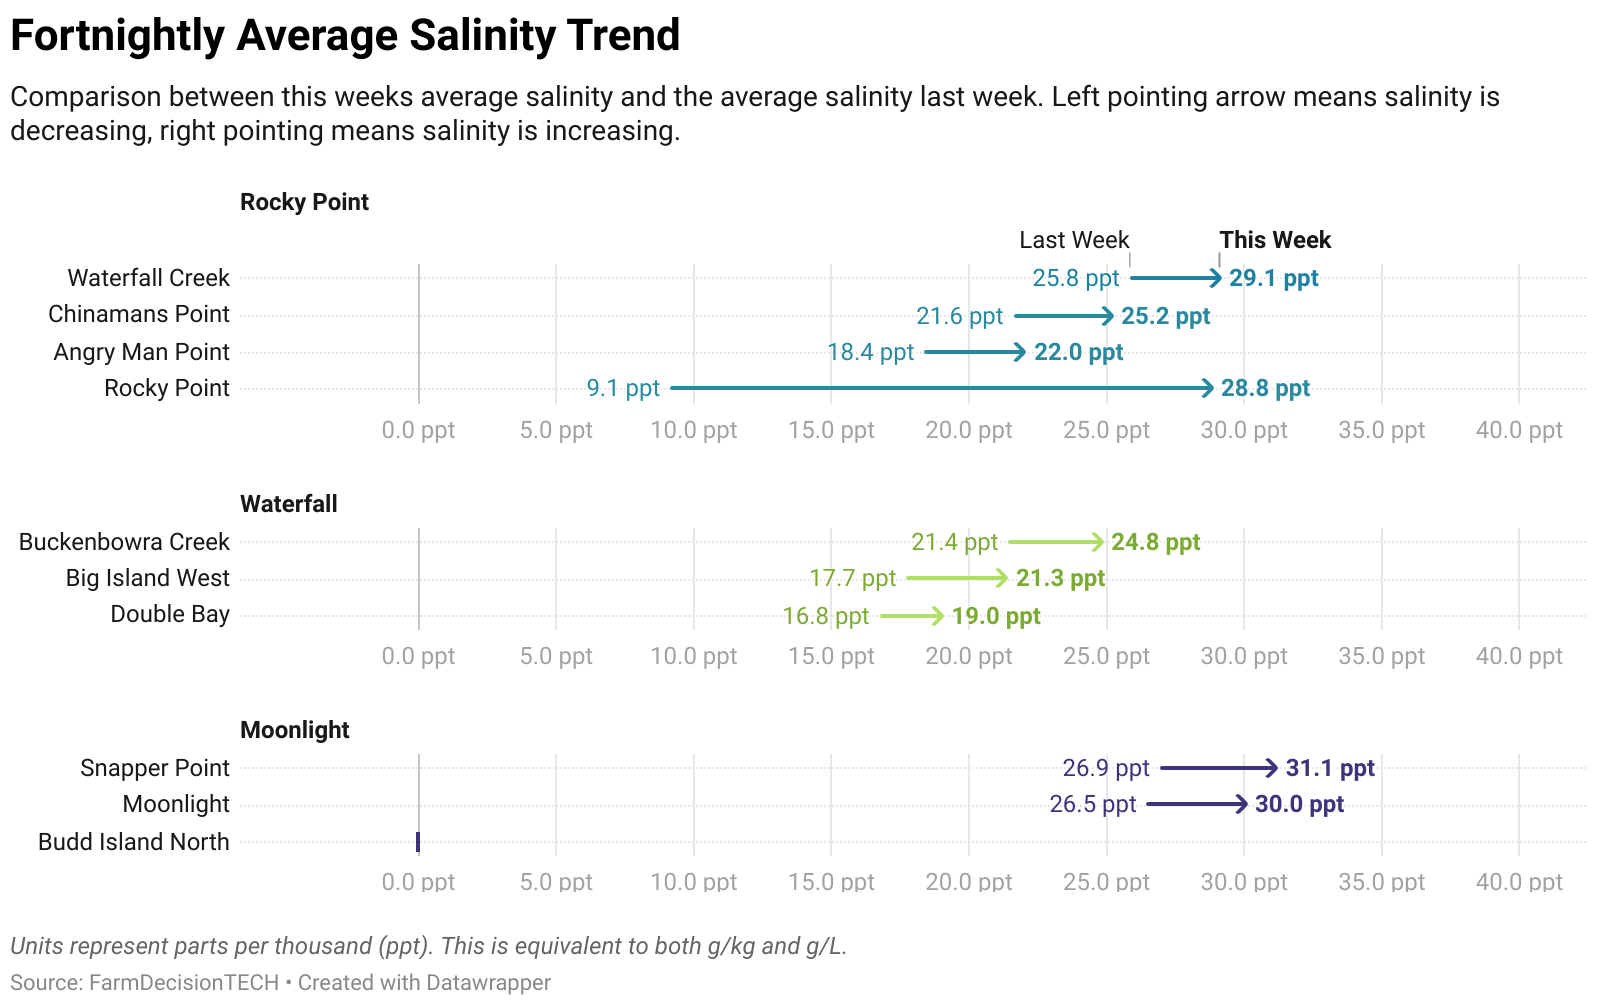 Fortnightly Average Salinity Trend
Comparison between this weeks average salinity and the average salinity last week. Left pointing arrow means salinity is
decreasing, right pointing means salinity is increasing.
Rocky Point
Last Week This Week
Waterfall Creek 25.8 ppt 29.1 ppt
Chinamans Point 21.6 ppt 25.2 ppt
Angry Man Point 18.4 ppt 22.0 ppt
Rocky Point 9.1 ppt 28.8 ppt
0.0 ppt 5.0 ppt 10.0 ppt 15.0 ppt 20.0 ppt 25.0 ppt 30.0 ppt 35.0 ppt 40.0 ppt
Waterfall
Buckenbowra Creek 21.4 ppt 24.8 ppt
Big Island West 17.7 ppt 21.3 ppt
Double Bay 16.8 ppt 19.0 ppt
0.0 ppt 5.0 ppt 10.0 ppt 15.0 ppt 20.0 ppt 25.0 ppt 30.0 ppt 35.0 ppt 40.0 ppt
Moonlight
Snapper Point 26.9 ppt 31.1 ppt
Moonlight 26.5 ppt 30.0 ppt
Budd Island North
0.0 ppt 5.0 ppt 10.0 ppt 15.0 ppt 20.0 ppt 25.0 ppt 30.0 ppt 35.0 ppt 40.0 ppt
Units represent parts per thousand (ppt). This is equivalent to both g/kg and g/L.
Source: FarmDecisionTECH • Created with Datawrapper